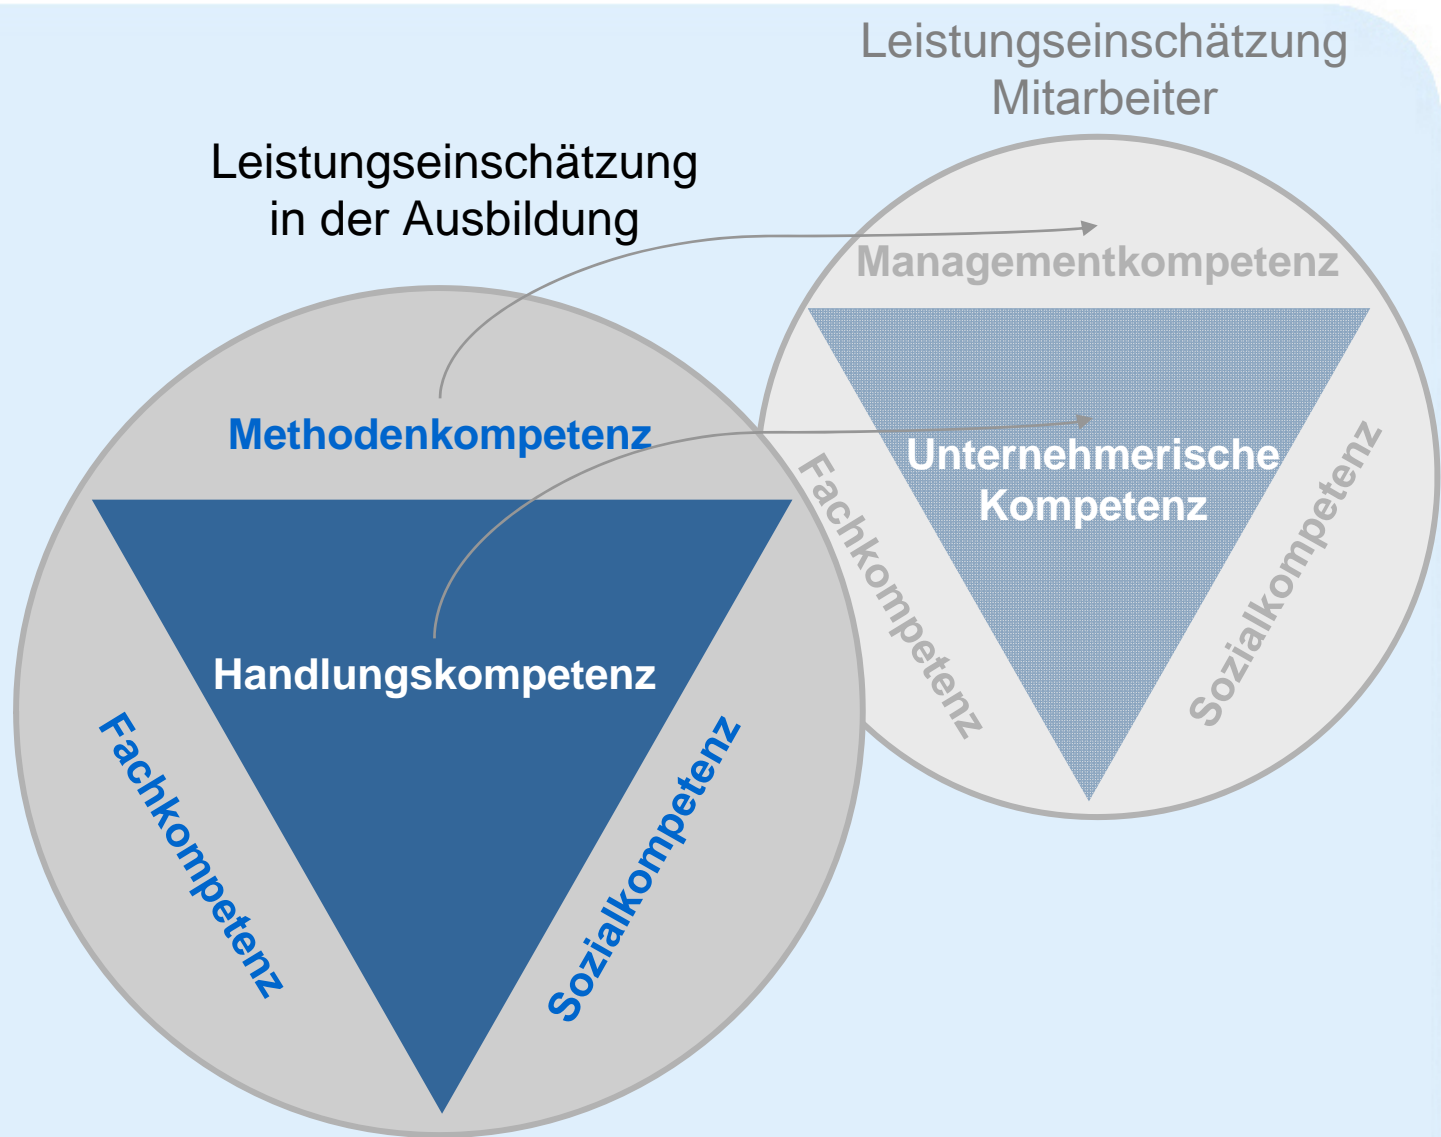 Leistungseinschätzung
Mitarbeiter
Leistungseinschätzung
in der Ausbildung
Managementkompetenz
Unternehmerische
Kompetenz
Fachkompetenz
Sozialkompetenz
Methodenkompetenz
Handlungskompetenz
Fachkompetenz
Sozialkompetenz